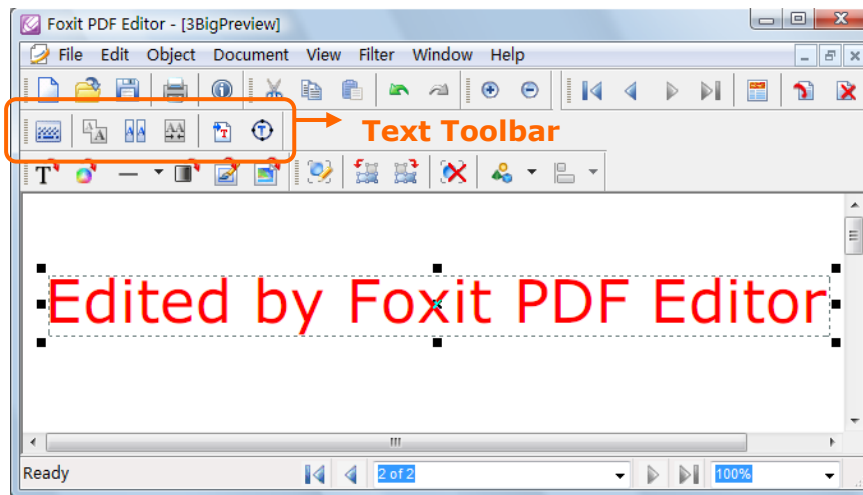 Foxit PDF Editor - [3BigPreview]
File Edit Object Document View Filter Window Help
Text Toolbar
Edited by Foxit PDF Editor
Ready 2 of 2 100%